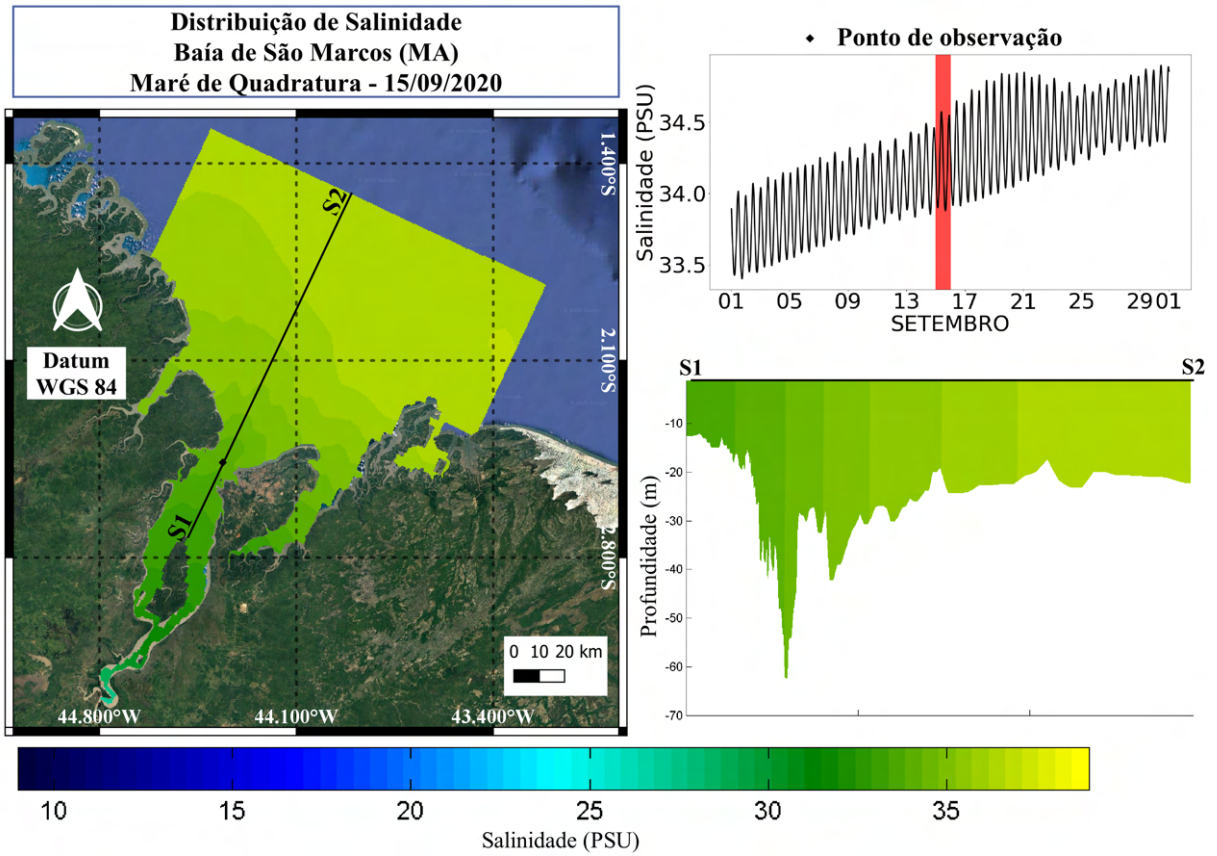 Distribuição de Salinidade
Baía de São Marcos (MA)
Maré de Quadratura - 15/09/2020
1.400°S
2.100°S
2.800°S
S2
S1
Datum
WGS 84
0 10 20 km
44.800°W 44.100°W 43.400°W
Ponto de observação
Salinidade (PSU)
34.5
34.0
33.5
01 05 09 13 17 21 25 29 01
SETEMBRO
S1 S2
Profundidade (m)
-10
-20
-30
-40
-50
-60
-70
10 15 20 25 30 35
Salinidade (PSU)